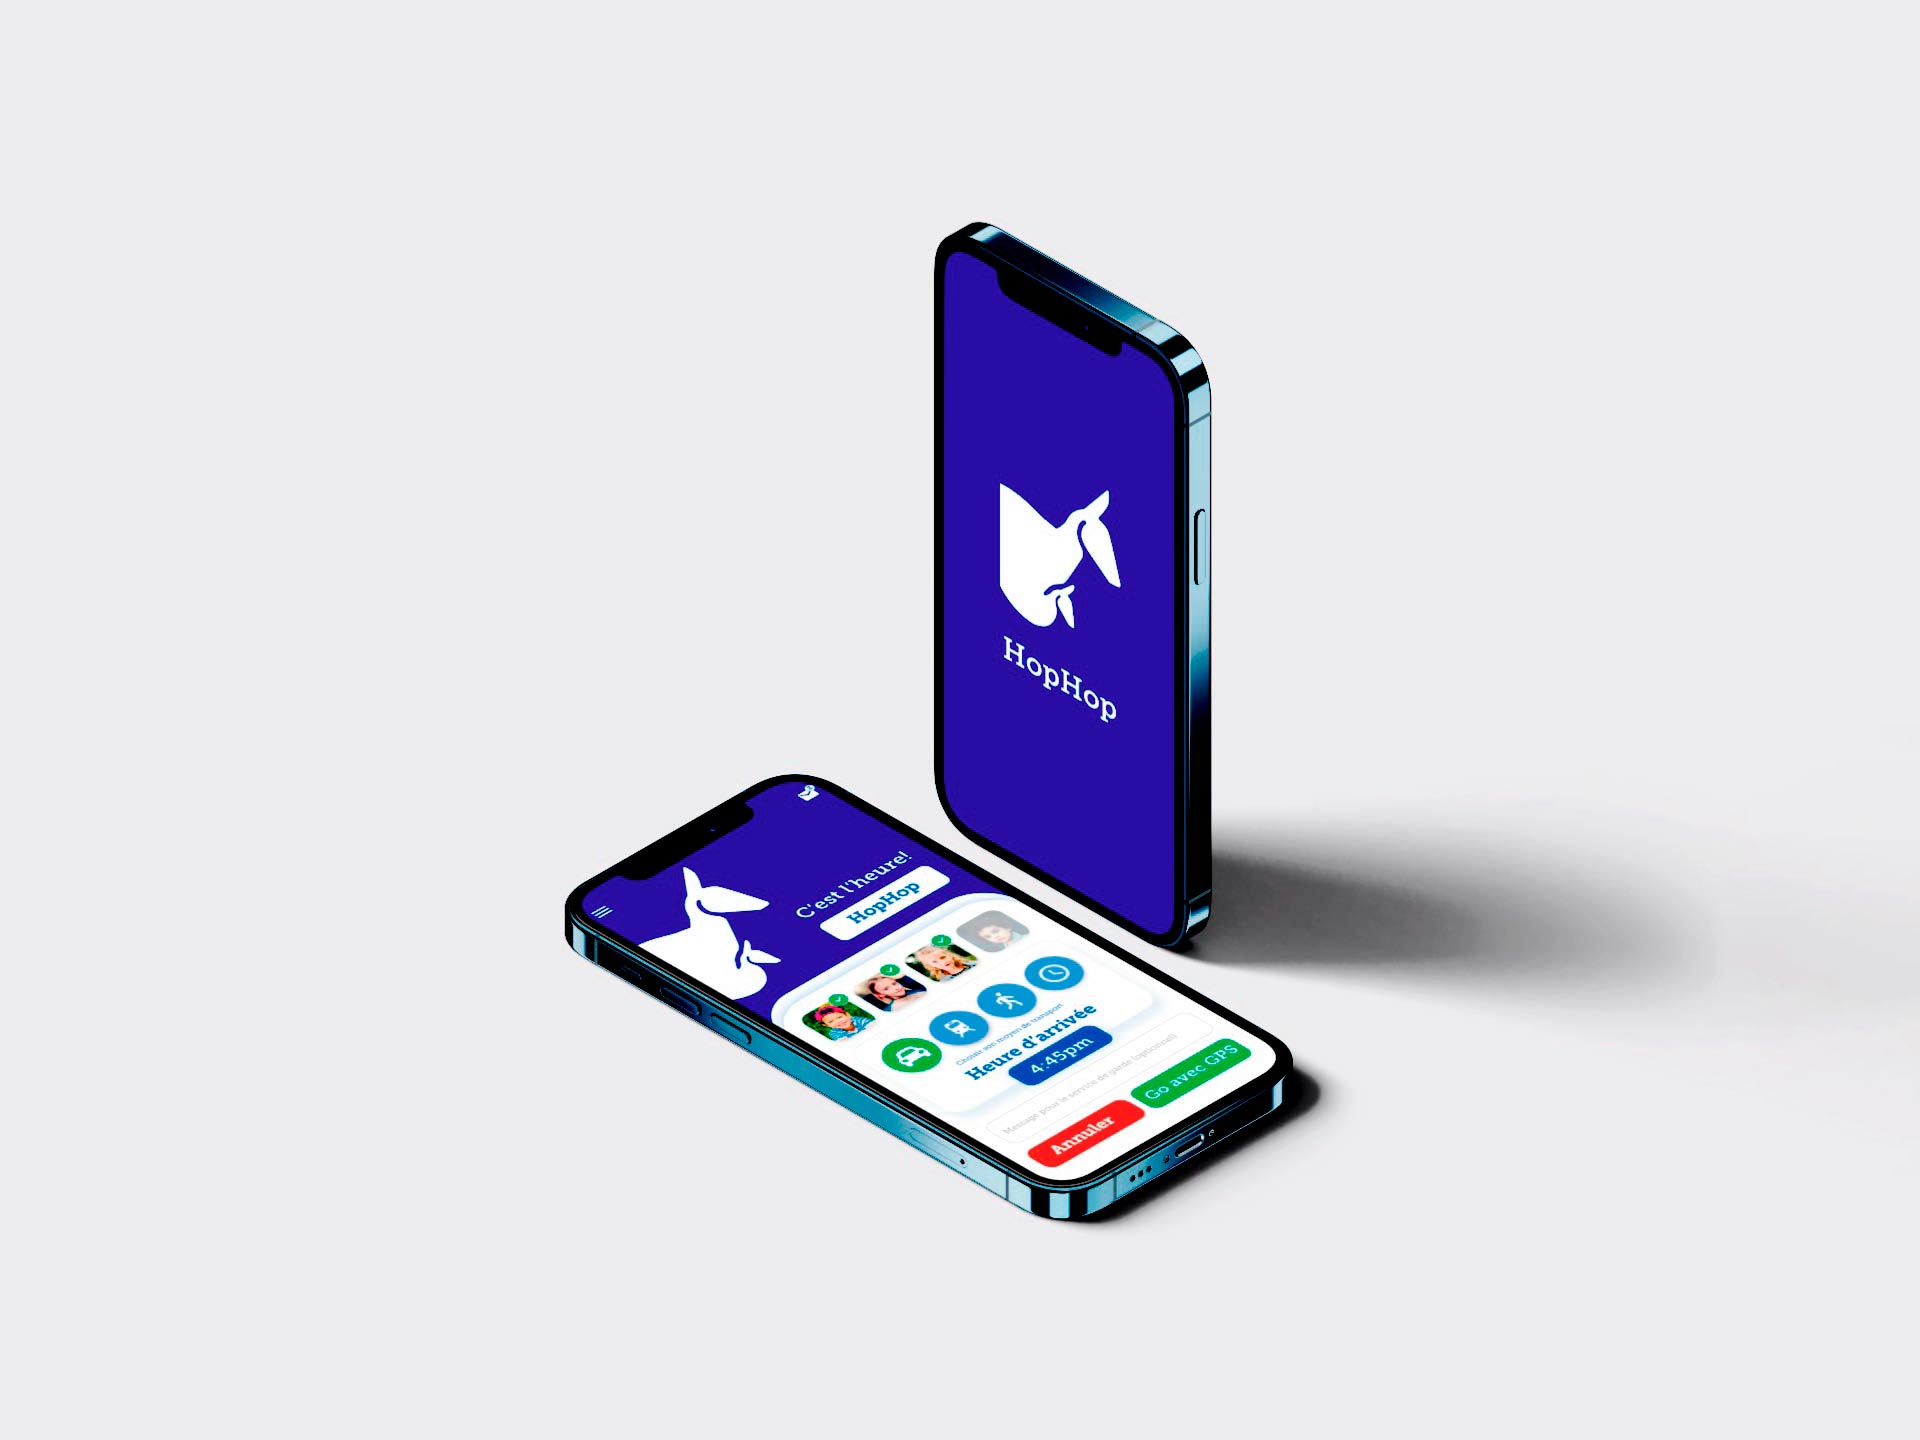 HopHop
C'est l'heure!
HopHop
Choisir son moyen de transport
Heure d'arrivée
4:45pm
Message pour le service de garde (optionnel)
Annuler
Go avec GPS